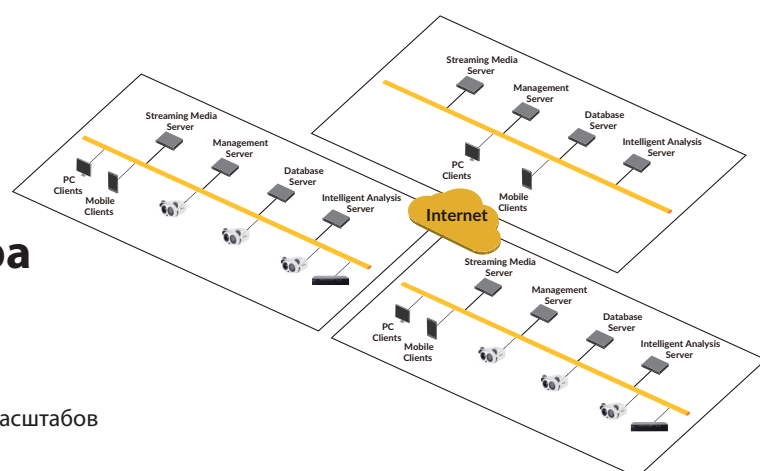 Streaming Media
Server
Management
Server
Database
Server
Intelligent Analysis
Server
PC
Clients
Mobile
Clients
Streaming Media
Server
Management
Server
Database
Server
Intelligent Analysis
Server
PC
Clients
Mobile
Clients
Internet
ра
Streaming Media
Server
Management
Server
Database
Server
Intelligent Analysis
Server
PC
Clients
Mobile
Clients
асштабов